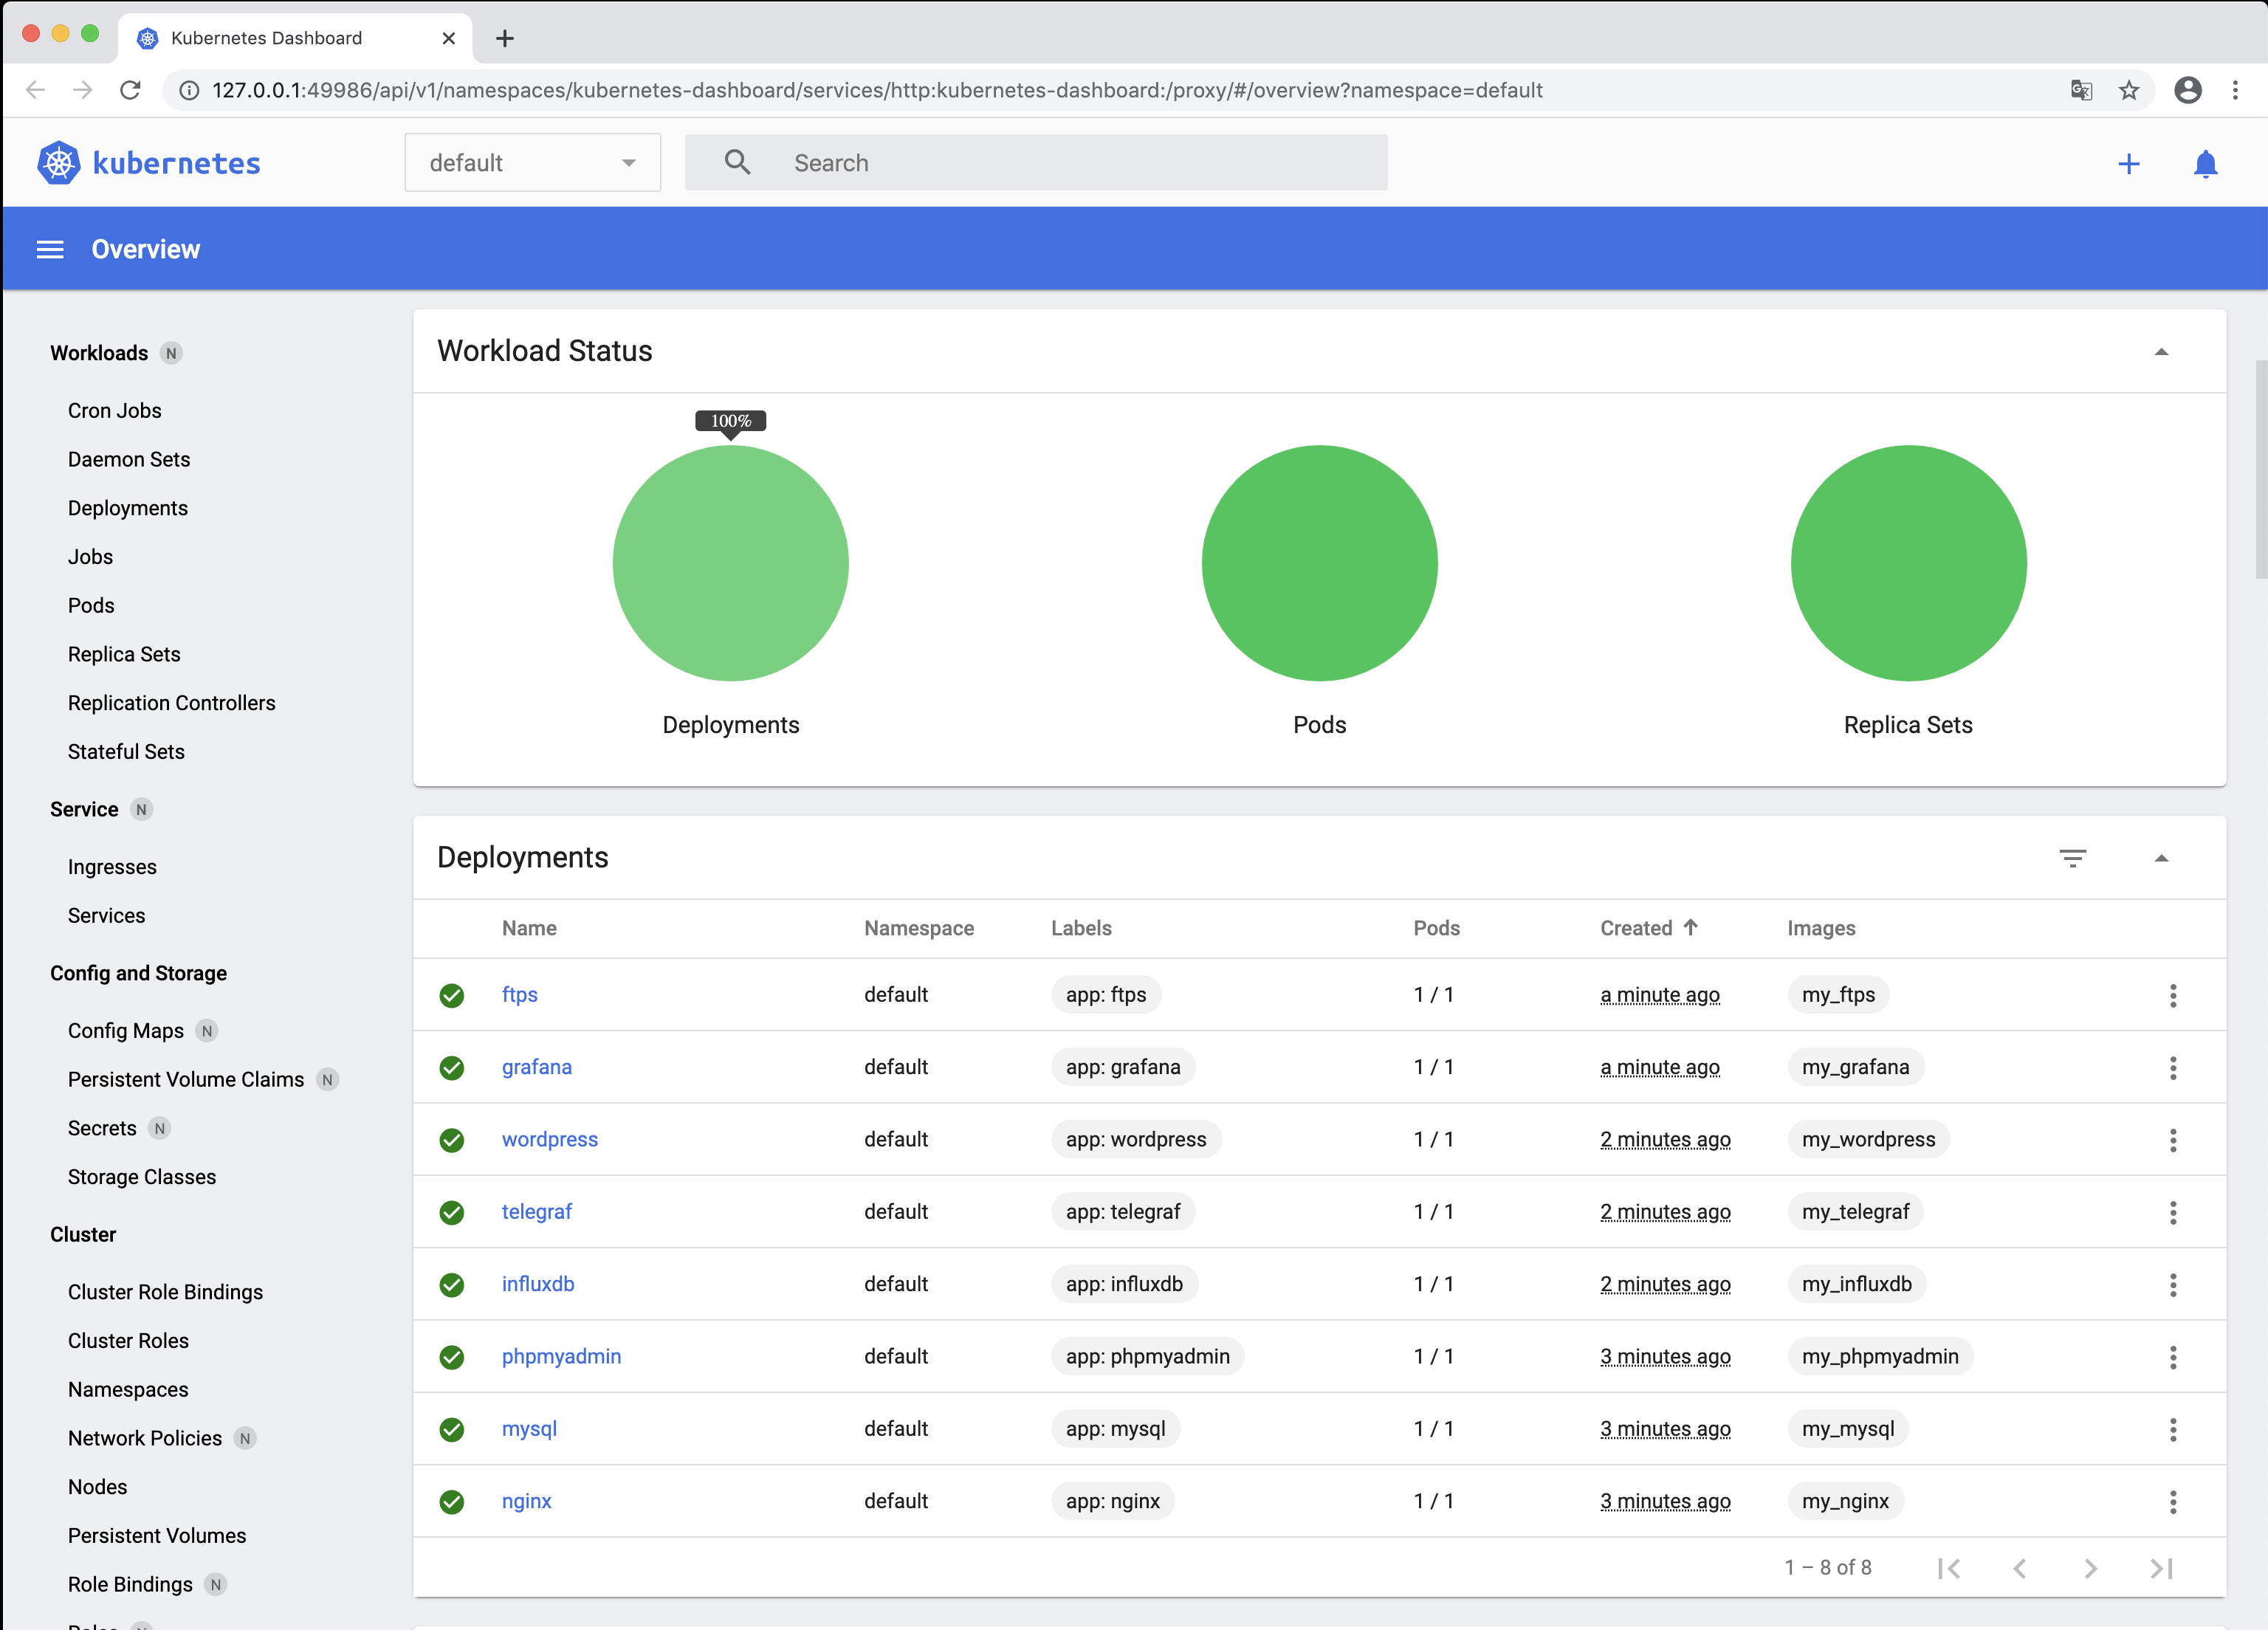 Kubernetes Dashboard
127.0.0.1:49986/api/v1/namespaces/kubernetes-dashboard/services/http:kubernetes-dashboard:/proxy/#/overview?namespace=default
kubernetes
default
Search
Overview
Workloads N
Cron Jobs
Daemon Sets
Deployments
Jobs
Pods
Replica Sets
Replication Controllers
Stateful Sets
Service N
Ingresses
Services
Config and Storage
Config Maps N
Persistent Volume Claims N
Secrets N
Storage Classes
Cluster
Cluster Role Bindings
Cluster Roles
Namespaces
Network Policies N
Nodes
Persistent Volumes
Role Bindings N
Workload Status
100%
Deployments
Pods
Replica Sets
Deployments
Name Namespace Labels Pods Created Images
ftps default app: ftps 1 / 1 a minute ago my_ftps
grafana default app: grafana 1 / 1 a minute ago my_grafana
wordpress default app: wordpress 1 / 1 2 minutes ago my_wordpress
telegraf default app: telegraf 1 / 1 2 minutes ago my_telegraf
influxdb default app: influxdb 1 / 1 2 minutes ago my_influxdb
phpmyadmin default app: phpmyadmin 1 / 1 3 minutes ago my_phpmyadmin
mysql default app: mysql 1 / 1 3 minutes ago my_mysql
nginx default app: nginx 1 / 1 3 minutes ago my_nginx
1 – 8 of 8